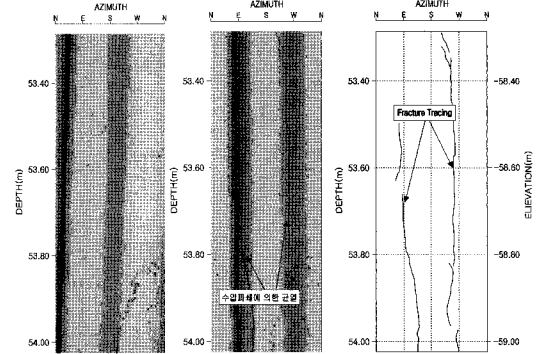 AZIMUTH
N E S W N
53.40
53.60
53.80
54.00
DEPTH(m)
AZIMUTH
N E S W N
53.40
53.60
53.80
54.00
DEPTH(m)
수압파쇄에 의한 균열
AZIMUTH
N E S W N
53.40
53.60
53.80
54.00
DEPTH(m)
Fracture Tracing
-58.40
-58.60
-58.80
-59.00
ELEVATION(m)